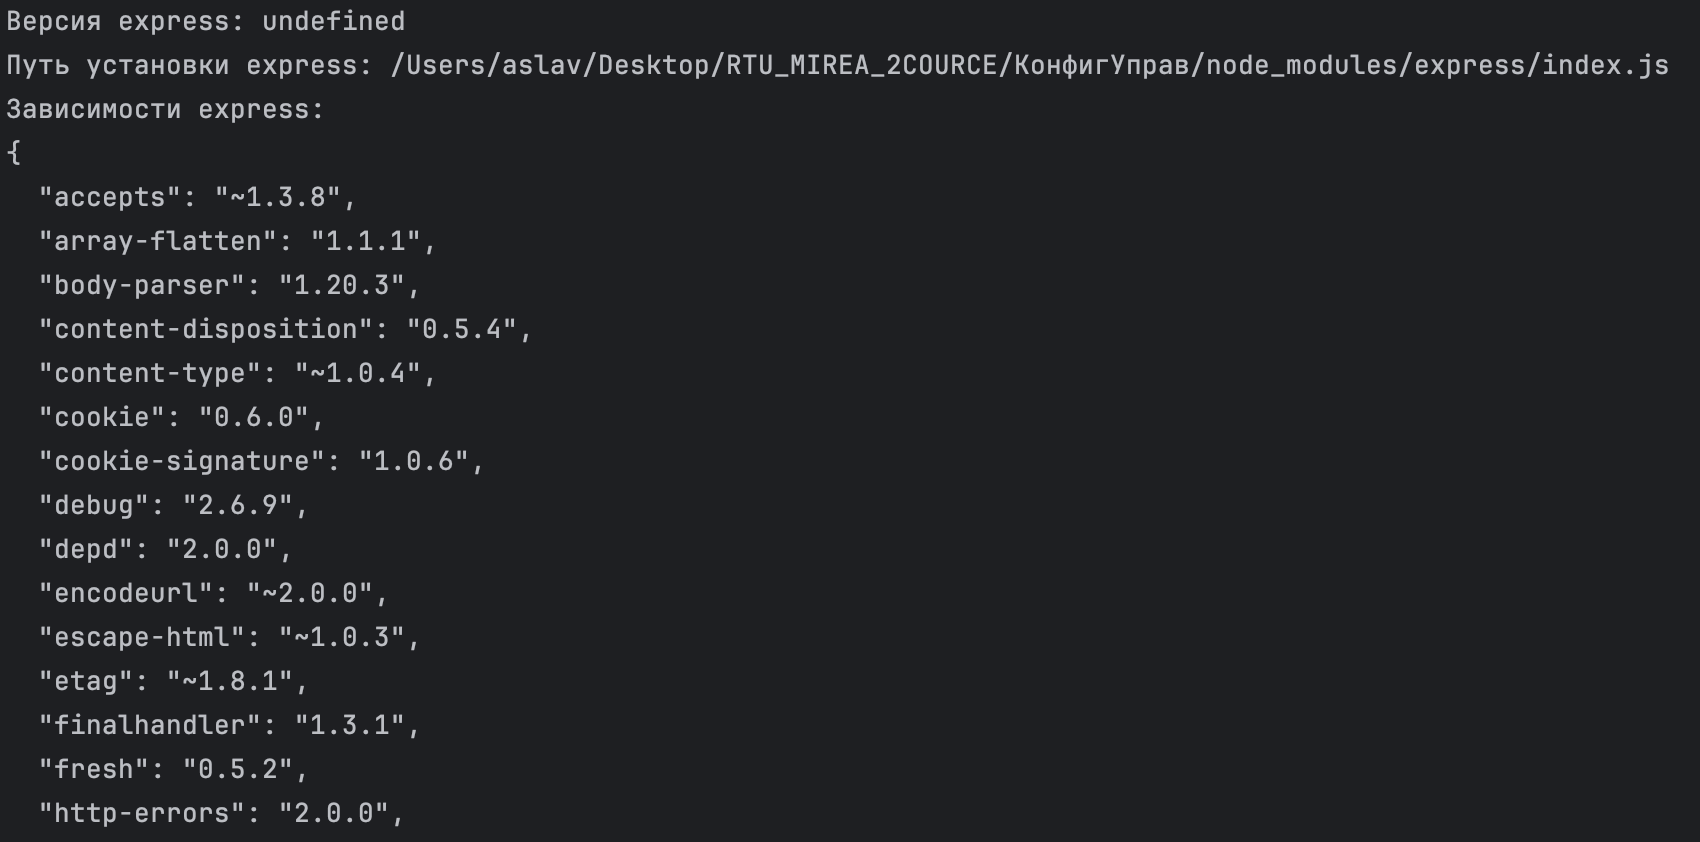 Версия express: undefined
Путь установки express: /Users/aslav/Desktop/RTU_MIREA_2COURCE/КонфигУправ/node_modules/express/index.js
Зависимости express:
{
  "accepts": "~1.3.8",
  "array-flatten": "1.1.1",
  "body-parser": "1.20.3",
  "content-disposition": "0.5.4",
  "content-type": "~1.0.4",
  "cookie": "0.6.0",
  "cookie-signature": "1.0.6",
  "debug": "2.6.9",
  "depd": "2.0.0",
  "encodeurl": "~2.0.0",
  "escape-html": "~1.0.3",
  "etag": "~1.8.1",
  "finalhandler": "1.3.1",
  "fresh": "0.5.2",
  "http-errors": "2.0.0",